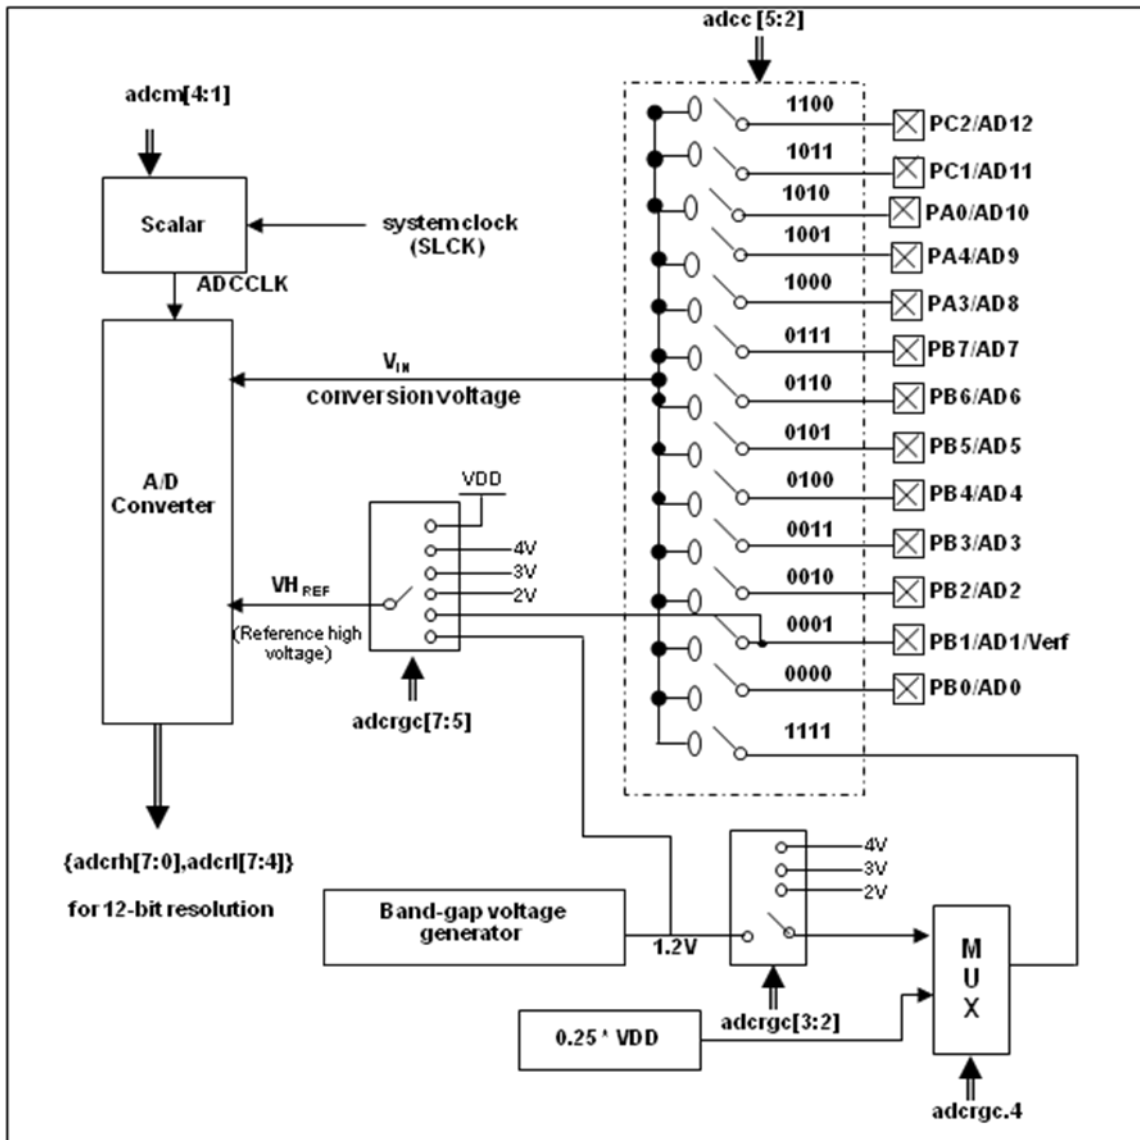 adcc [5:2]
adcm[4:1]
1100
PC2/AD12
1011
PC1/AD11
Scalar
system clock
(SLCK)
1010
PA0/AD10
1001
PA4/AD9
ADCCLK
1000
PA3/AD8
0111
PB7/AD7
VIN
conversion voltage
0110
PB6/AD6
0101
PB5/AD5
A/D
Converter
VDD
0100
PB4/AD4
4V
3V
2V
0011
PB3/AD3
VH REF
(Reference high
voltage)
0010
PB2/AD2
0001
PB1/AD1/Verf
0000
PB0/AD0
adcrgc[7:5]
1111
{adcrh[7:0],adcrl[7:4]}
for 12-bit resolution
4V
3V
2V
Band-gap voltage
generator
1.2V
M
U
X
adcrgc[3:2]
0.25 * VDD
adcrgc.4